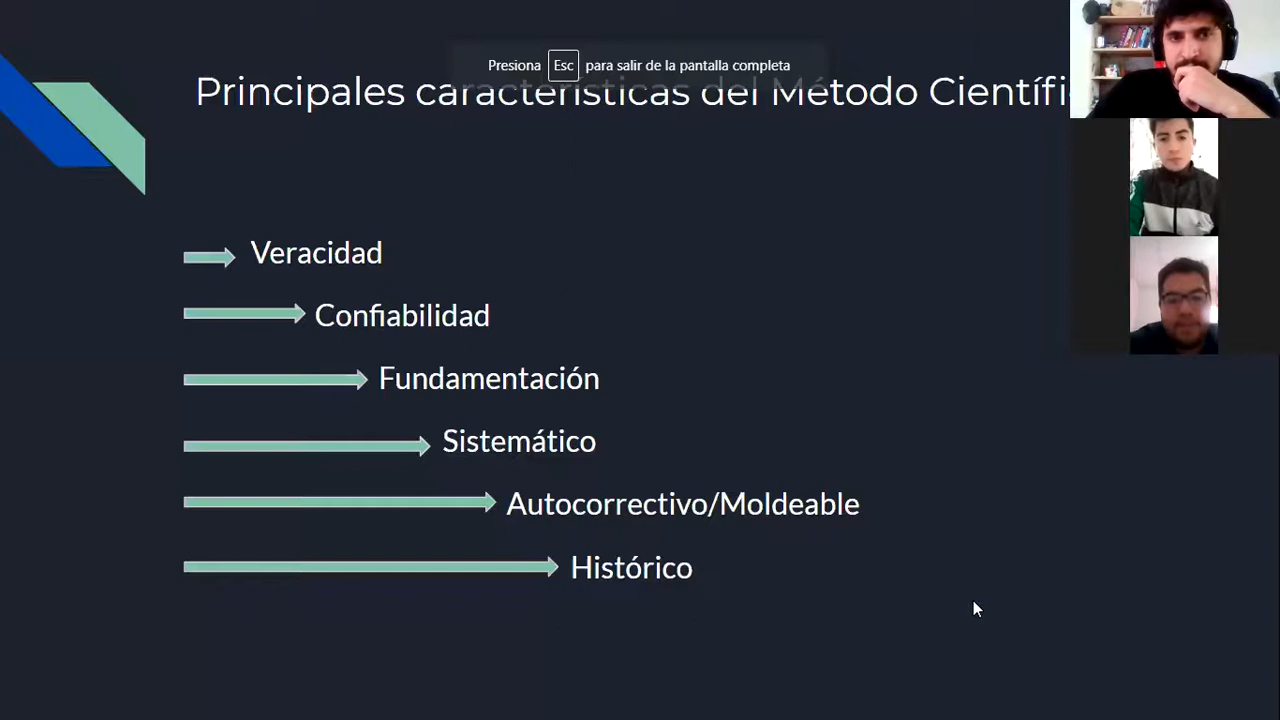 Presiona Esc para salir de la pantalla completa
Principales características del Método Científi
Veracidad
Confiabilidad
Fundamentación
Sistemático
Autocorrectivo/Moldeable
Histórico